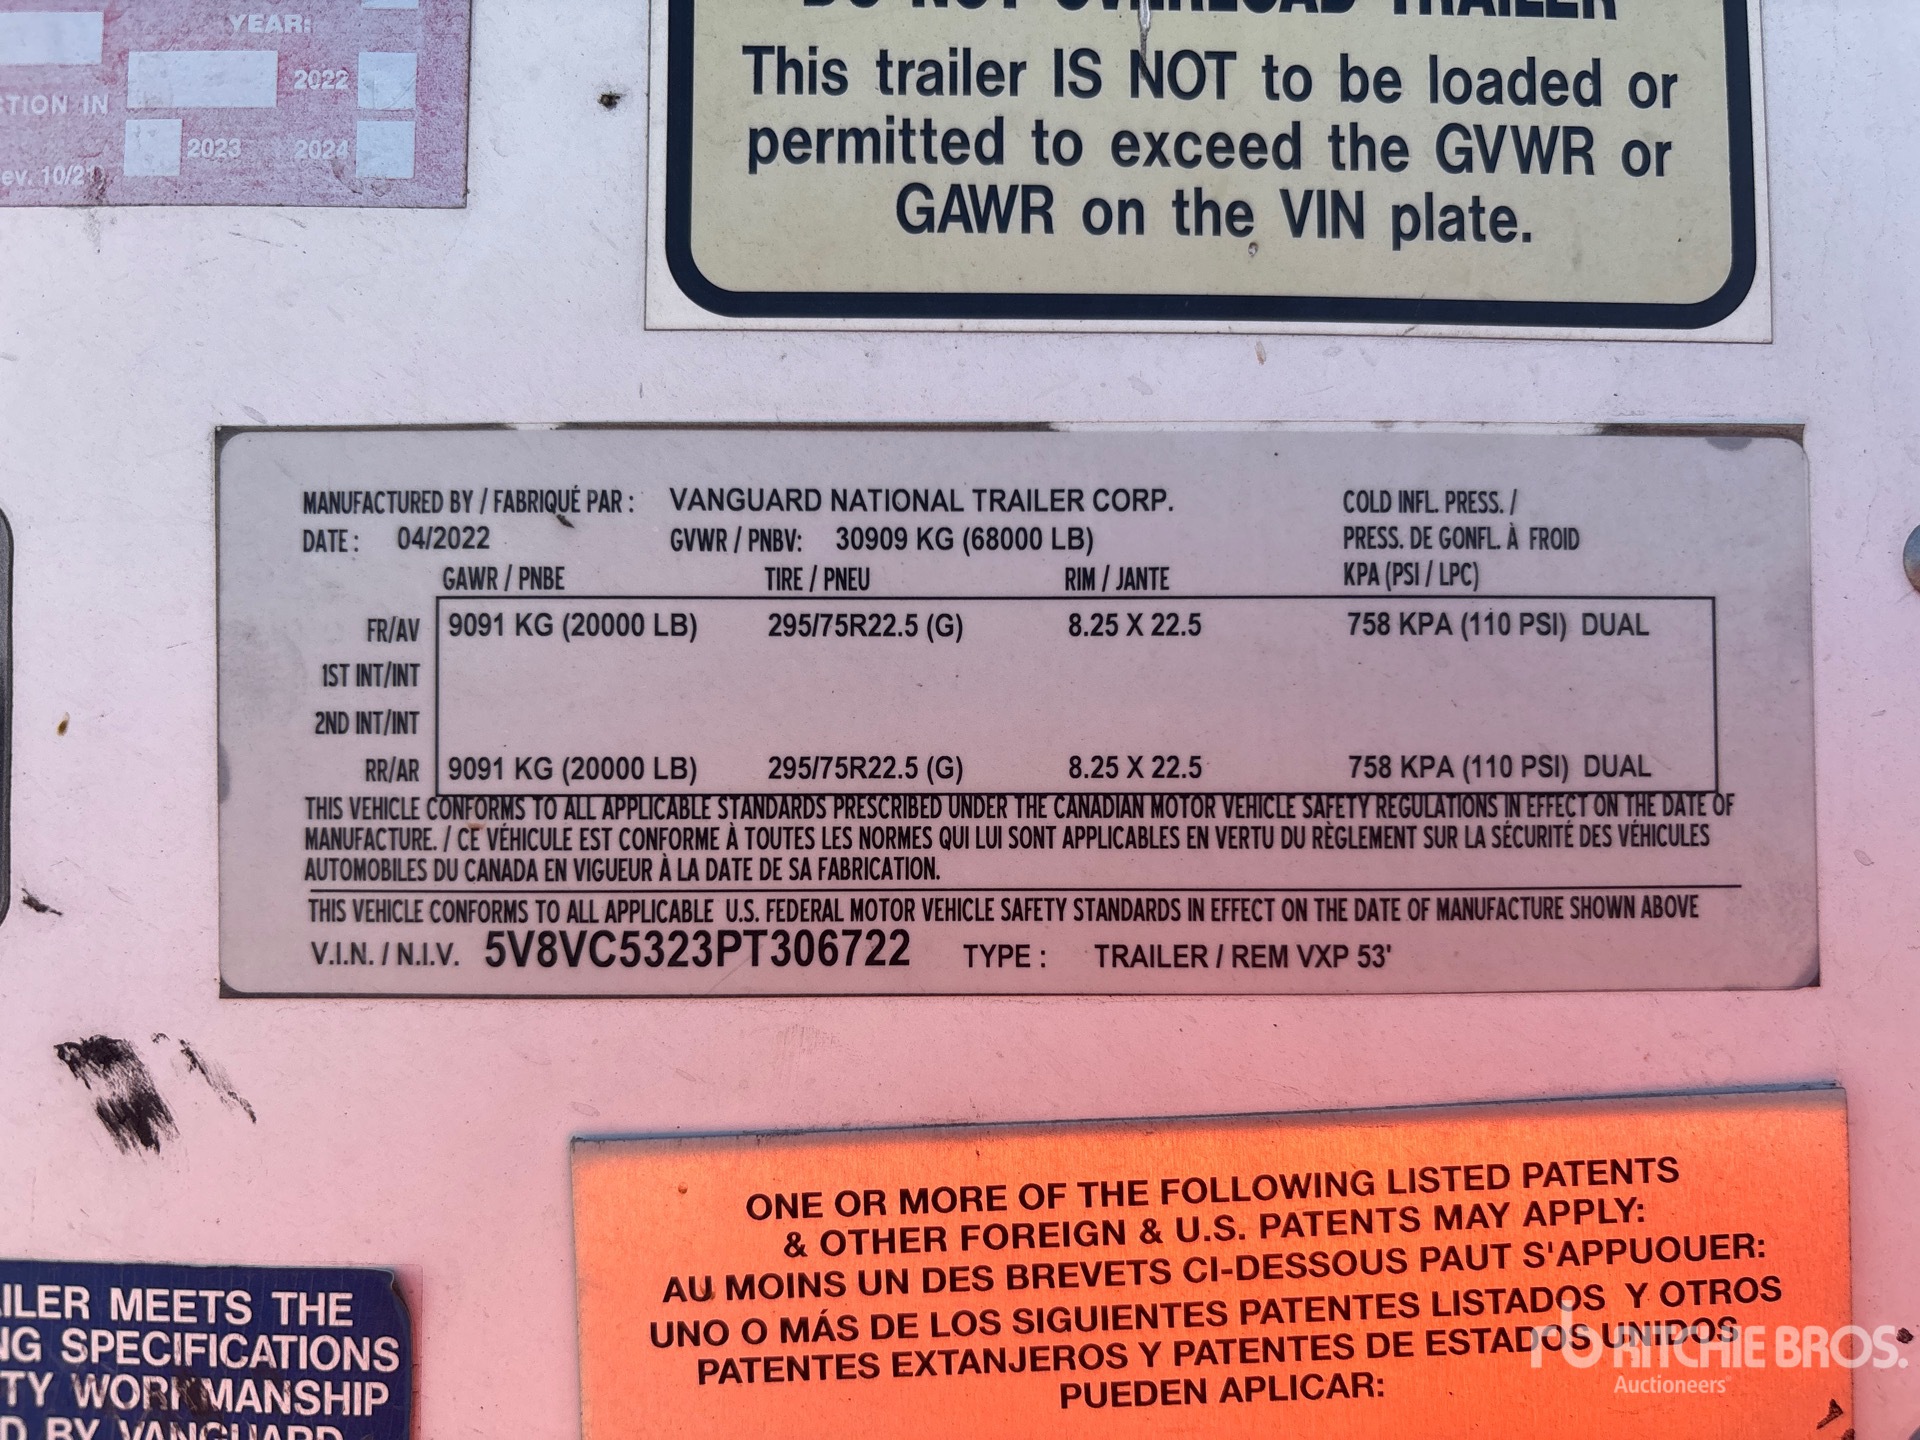 YEAR:
2022
TION IN
2023 2024
ev. 10/21)
DO NOT OVERLOAD TRAILER
This trailer IS NOT to be loaded or
permitted to exceed the GVWR or
GAWR on the VIN plate.
MANUFACTURED BY / FABRIQUÉ PAR : VANGUARD NATIONAL TRAILER CORP. COLD INFL. PRESS. /
DATE : 04/2022 GVWR / PNBV: 30909 KG (68000 LB) PRESS. DE GONFL. À FROID
GAWR / PNBE TIRE / PNEU RIM / JANTE KPA (PSI / LPC)
FR/AV 9091 KG (20000 LB) 295/75R22.5 (G) 8.25 X 22.5 758 KPA (110 PSI) DUAL
1ST INT/INT
2ND INT/INT
RR/AR 9091 KG (20000 LB) 295/75R22.5 (G) 8.25 X 22.5 758 KPA (110 PSI) DUAL
THIS VEHICLE CONFORMS TO ALL APPLICABLE STANDARDS PRESCRIBED UNDER THE CANADIAN MOTOR VEHICLE SAFETY REGULATIONS IN EFFECT ON THE DATE OF
MANUFACTURE. / CE VÉHICULE EST CONFORME À TOUTES LES NORMES QUI LUI SONT APPLICABLES EN VERTU DU RÈGLEMENT SUR LA SÉCURITÉ DES VÉHICULES
AUTOMOBILES DU CANADA EN VIGUEUR À LA DATE DE SA FABRICATION.
THIS VEHICLE CONFORMS TO ALL APPLICABLE U.S. FEDERAL MOTOR VEHICLE SAFETY STANDARDS IN EFFECT ON THE DATE OF MANUFACTURE SHOWN ABOVE
V.I.N. / N.I.V. 5V8VC5323PT306722 TYPE : TRAILER / REM VXP 53'
ONE OR MORE OF THE FOLLOWING LISTED PATENTS
& OTHER FOREIGN & U.S. PATENTS MAY APPLY:
AU MOINS UN DES BREVETS CI-DESSOUS PAUT S'APPUOUER:
UNO O MÁS DE LOS SIGUIENTES PATENTES LISTADOS Y OTROS
PATENTES EXTANJEROS Y PATENTES DE ESTADOS UNIDOS
PUEDEN APLICAR:
AILER MEETS THE
NG SPECIFICATIONS
TY WORKMANSHIP
D BY VANGUARD
rb RITCHIE BROS.
Auctioneers